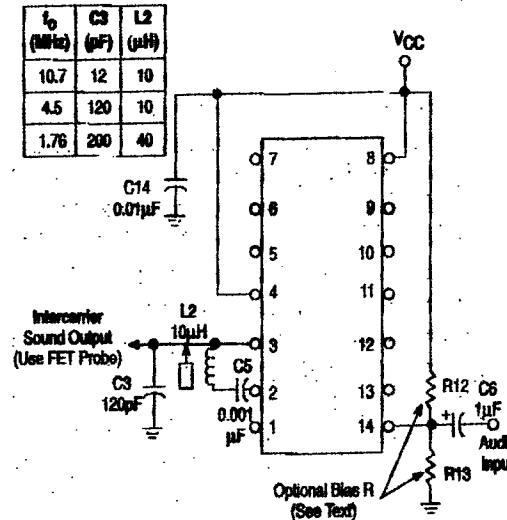 fo (MHz) C3 (pF) L2 (μH)
10.7 12 10
4.5 120 10
1.76 200 40
VCC
C14
0.01μF
7
8
6
9
5
10
4
11
3
12
2
13
1
14
Intercarrier
Sound Output
(Use FET Probe)
L2
10μH
C3
120pF
C5
0.001
μF
R12
C6
+
1μF
Audi
Input
R13
Optional Bias R
(See Text)